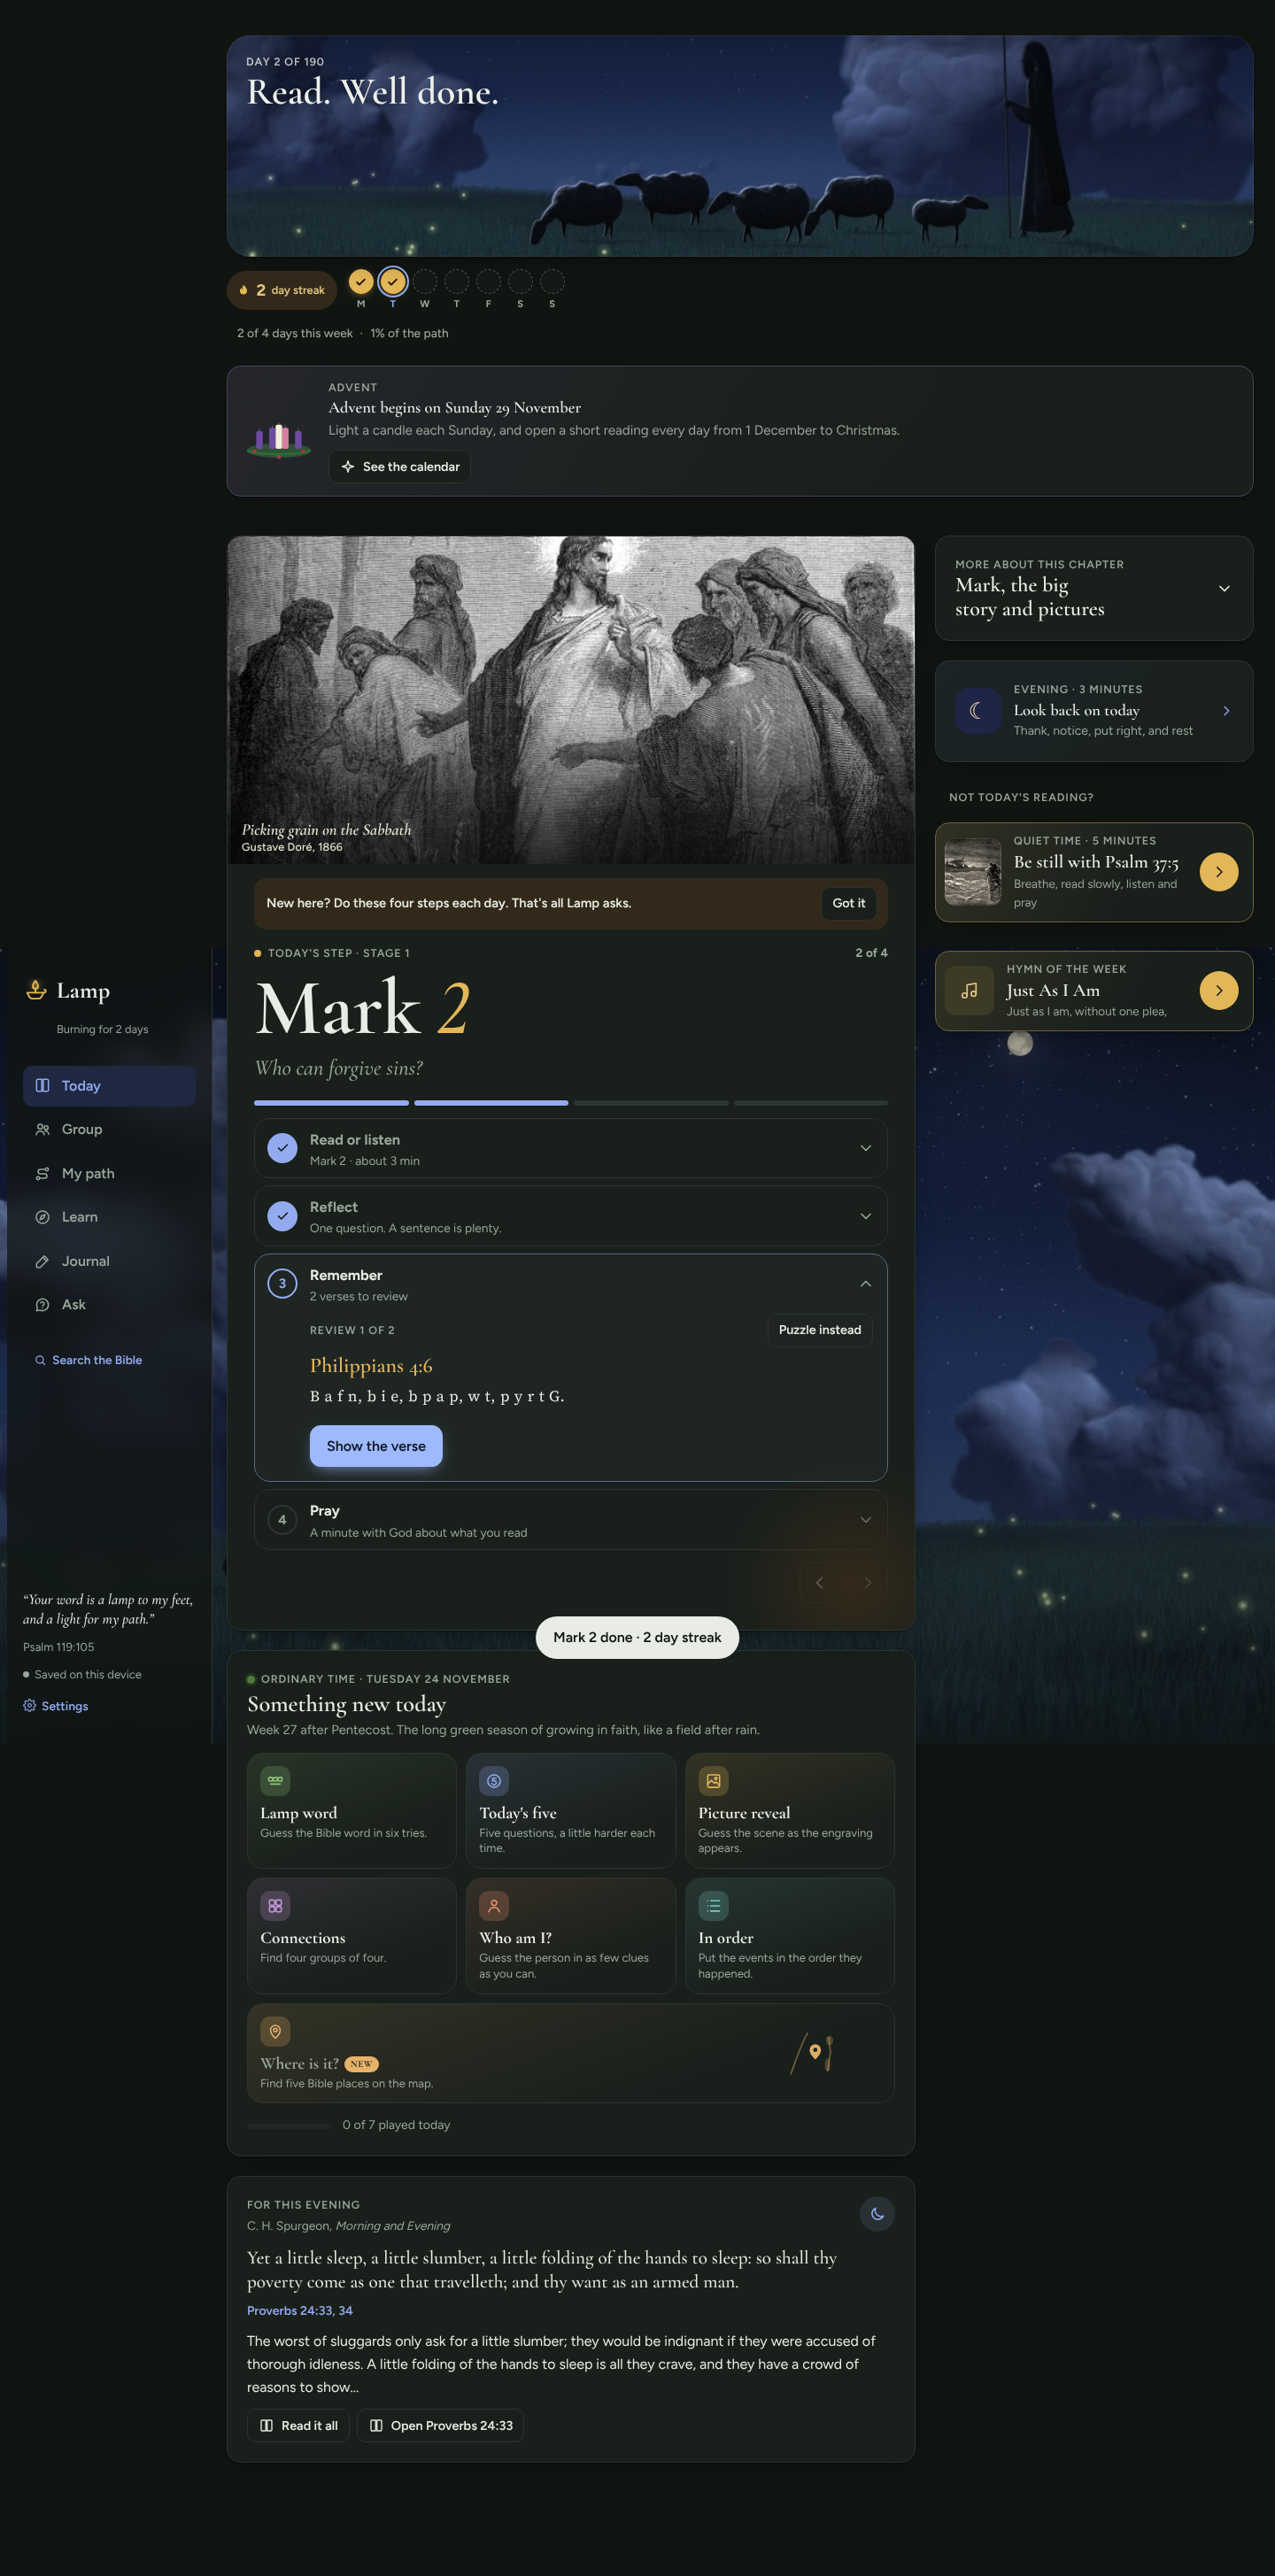 DAY 2 OF 190
Read. Well done.
2 day streak
M T W T F S S
2 of 4 days this week · 1% of the path
ADVENT
Advent begins on Sunday 29 November
Light a candle each Sunday, and open a short reading every day from 1 December to Christmas.
See the calendar
Picking grain on the Sabbath
Gustave Doré, 1866
New here? Do these four steps each day. That's all Lamp asks.
Got it
TODAY'S STEP · STAGE 1
2 of 4
Mark 2
Who can forgive sins?
Read or listen
Mark 2 · about 3 min
Reflect
One question. A sentence is plenty.
3
Remember
2 verses to review
REVIEW 1 OF 2
Puzzle instead
Philippians 4:6
B a f n, b i e, b p a p, w t, p y r t G.
Show the verse
4
Pray
A minute with God about what you read
Mark 2 done · 2 day streak
MORE ABOUT THIS CHAPTER
Mark, the big
story and pictures
EVENING · 3 MINUTES
Look back on today
Thank, notice, put right, and rest
NOT TODAY'S READING?
QUIET TIME · 5 MINUTES
Be still with Psalm 37:5
Breathe, read slowly, listen and
pray
HYMN OF THE WEEK
Just As I Am
Just as I am, without one plea,
Lamp
Burning for 2 days
Today
Group
My path
Learn
Journal
Ask
Search the Bible
“Your word is a lamp to my feet,
and a light for my path.”
Psalm 119:105
Saved on this device
Settings
ORDINARY TIME · TUESDAY 24 NOVEMBER
Something new today
Week 27 after Pentecost. The long green season of growing in faith, like a field after rain.
Lamp word
Guess the Bible word in six tries.
5
Today's five
Five questions, a little harder each
time.
Picture reveal
Guess the scene as the engraving
appears.
Connections
Find four groups of four.
Who am I?
Guess the person in as few clues
as you can.
In order
Put the events in the order they
happened.
Where is it? NEW
Find five Bible places on the map.
0 of 7 played today
FOR THIS EVENING
C. H. Spurgeon, Morning and Evening
Yet a little sleep, a little slumber, a little folding of the hands to sleep: so shall thy
poverty come as one that travelleth; and thy want as an armed man.
Proverbs 24:33, 34
The worst of sluggards only ask for a little slumber; they would be indignant if they were accused of
thorough idleness. A little folding of the hands to sleep is all they crave, and they have a crowd of
reasons to show…
Read it all
Open Proverbs 24:33